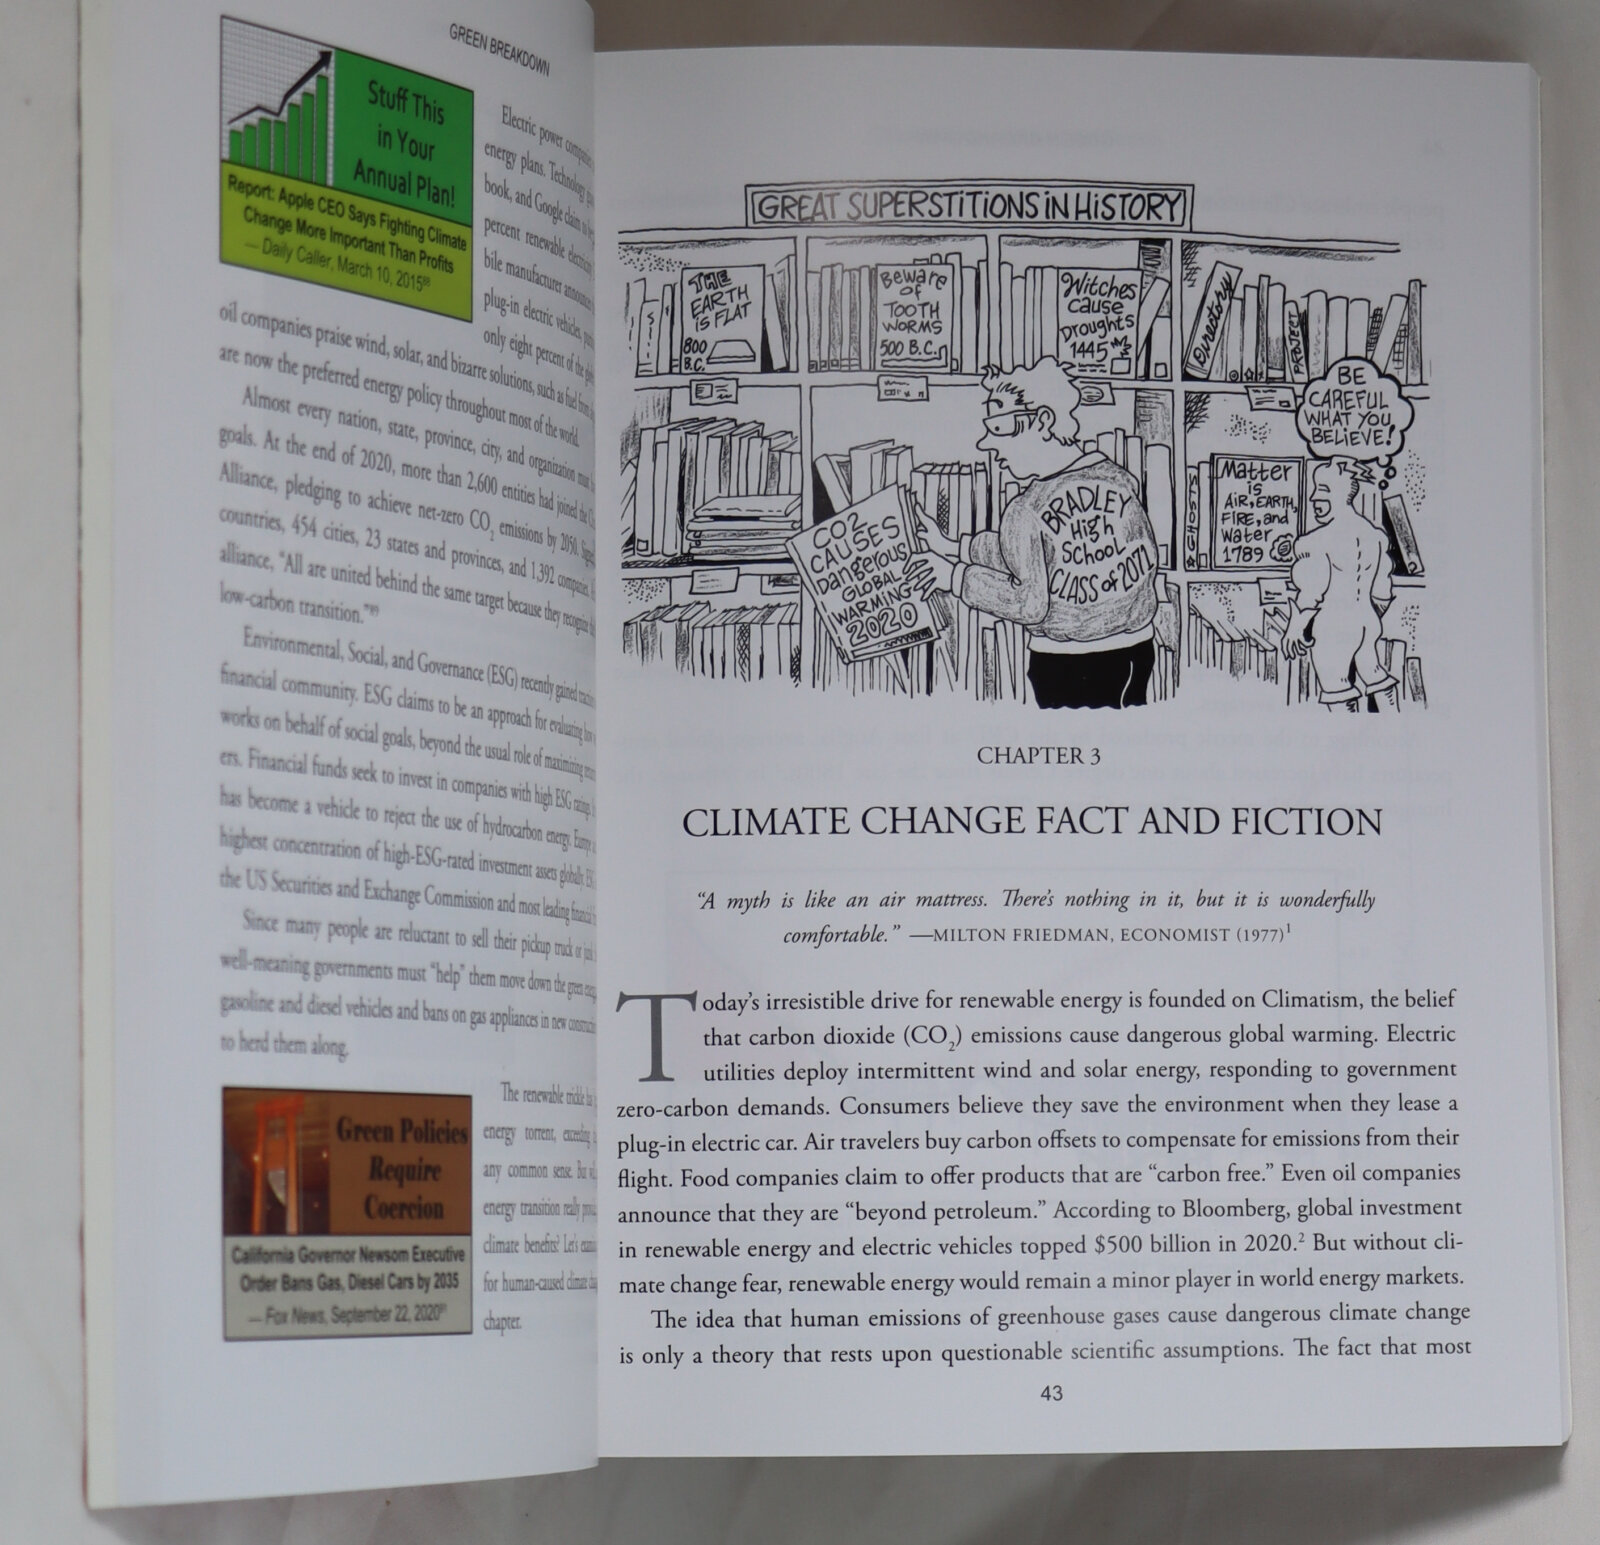 GREEN BREAKDOWN
Stuff This
in Your
Annual Plan!
Report: Apple CEO Says Fighting Climate
Change More Important Than Profits
— Daily Caller, March 10, 2015⁸⁸
Electric power companies
energy plans. Technology
book, and Google claim to
percent renewable electricity
bile manufacturer
plug-in electric vehicles,
only eight percent of the
oil companies praise wind, solar, and bizarre solutions, such as fuel from
are now the preferred energy policy throughout most of the world.
Almost every nation, state, province, city, and organization must
goals. At the end of 2020, more than 2,600 entities had joined the
Alliance, pledging to achieve net-zero CO₂ emissions by 2050.
countries, 454 cities, 23 states and provinces, and 1,392 companies.
alliance, “All are united behind the same target because they recognize
low-carbon transition.”⁸⁹
Environmental, Social, and Governance (ESG) recently gained
financial community. ESG claims to be an approach for evaluating how
works on behalf of social goals, beyond the usual role of maximizing
ers. Financial funds seek to invest in companies with high ESG ratings.
has become a vehicle to reject the use of hydrocarbon energy. Europe
highest concentration of high-ESG-rated investment assets globally.
the US Securities and Exchange Commission and most leading financial
Since many people are reluctant to sell their pickup truck or
well-meaning governments must “help” them move down the green
gasoline and diesel vehicles and bans on gas appliances in new
to herd them along.
Green Policies
Require
Coercion
California Governor Newsom Executive
Order Bans Gas, Diesel Cars by 2035
— Fox News, September 22, 2020
The renewable trickle has
energy torrent, exceeding
any common sense. But
energy transition really
climate benefits? Let's
for human-caused climate
chapter.
GREAT SUPERSTITIONS IN HISTORY
THE
EARTH
IS FLAT
800
B.C.
Beware
of
TOOTH
WORMS
500 B.C.
Witches
Cause
Droughts
1445
Directory
PROJECT
BE
CAREFUL
WHAT YOU
BELIEVE!
GHOSTS
Matter
is
AIR, EARTH,
FIRE, and
Water
1789
CO2
CAUSES
Dangerous
GLOBAL
WARMING
2020
BRADLEY
High
School
CLASS of 2071
CHAPTER 3
CLIMATE CHANGE FACT AND FICTION
“A myth is like an air mattress. There’s nothing in it, but it is wonderfully
comfortable.” —MILTON FRIEDMAN, ECONOMIST (1977)¹
Today’s irresistible drive for renewable energy is founded on Climatism, the belief
that carbon dioxide (CO₂) emissions cause dangerous global warming. Electric
utilities deploy intermittent wind and solar energy, responding to government
zero-carbon demands. Consumers believe they save the environment when they lease a
plug-in electric car. Air travelers buy carbon offsets to compensate for emissions from their
flight. Food companies claim to offer products that are “carbon free.” Even oil companies
announce that they are “beyond petroleum.” According to Bloomberg, global investment
in renewable energy and electric vehicles topped $500 billion in 2020.² But without cli-
mate change fear, renewable energy would remain a minor player in world energy markets.
The idea that human emissions of greenhouse gases cause dangerous climate change
is only a theory that rests upon questionable scientific assumptions. The fact that most
43